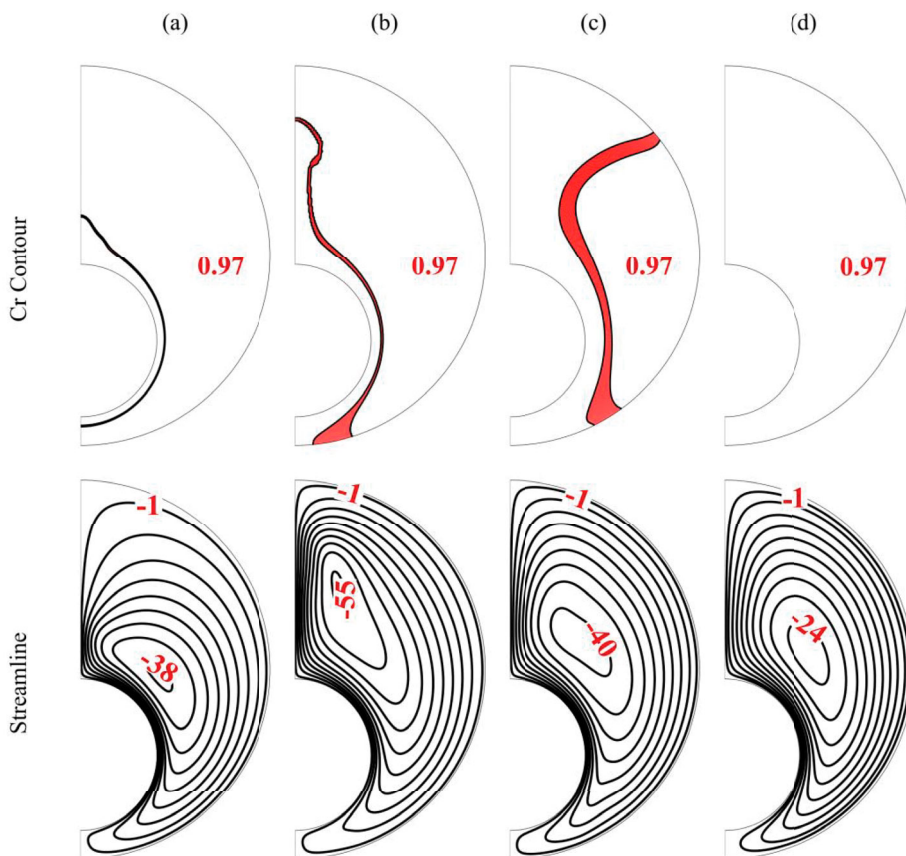 (a) (b) (c) (d)
Cr Contour
0.97 0.97 0.97 0.97
Streamline
-1 -1 -1 -1
-38 -55 -40 -24